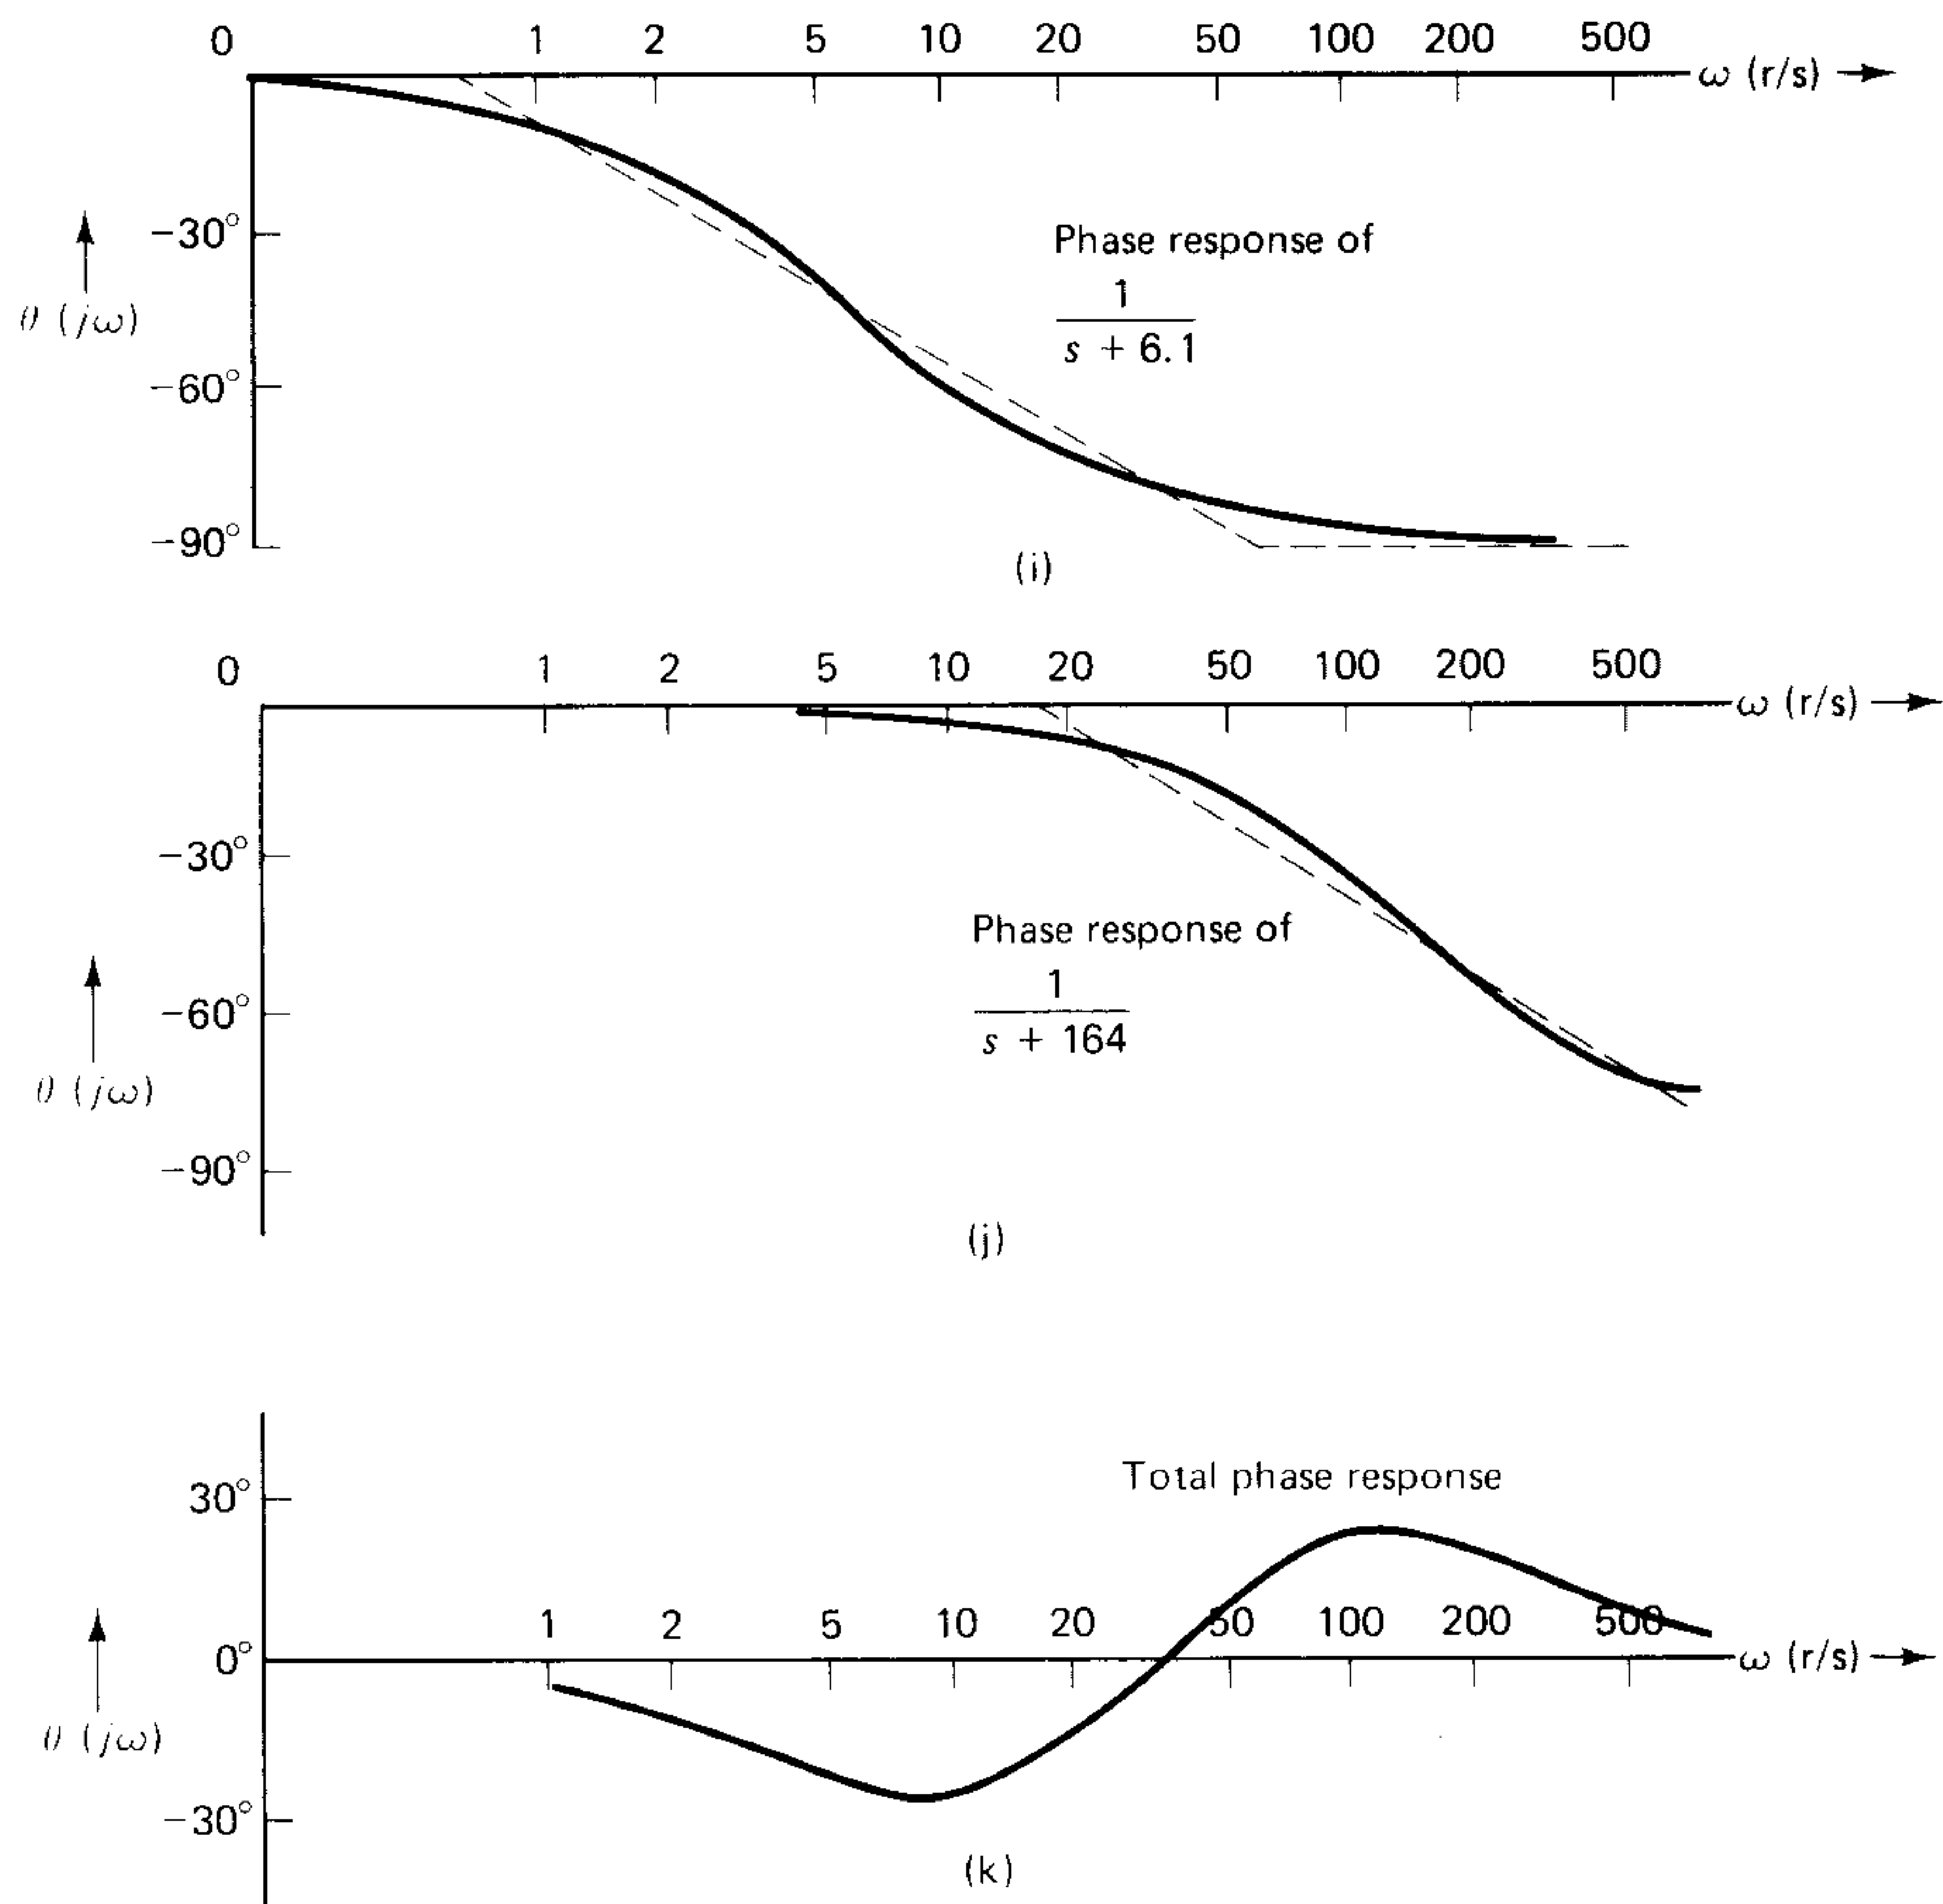 0 1 2 5 10 20 50 100 200 500
ω (r/s)
−30°
θ (jω)
−60°
−90°
Phase response of
1
s + 6.1
(i)
0 1 2 5 10 20 50 100 200 500
ω (r/s)
−30°
−60°
θ (jω)
−90°
Phase response of
1
s + 164
(j)
Total phase response
30°
1 2 5 10 20 50 100 200 500
0°
ω (r/s)
θ (jω)
−30°
(k)